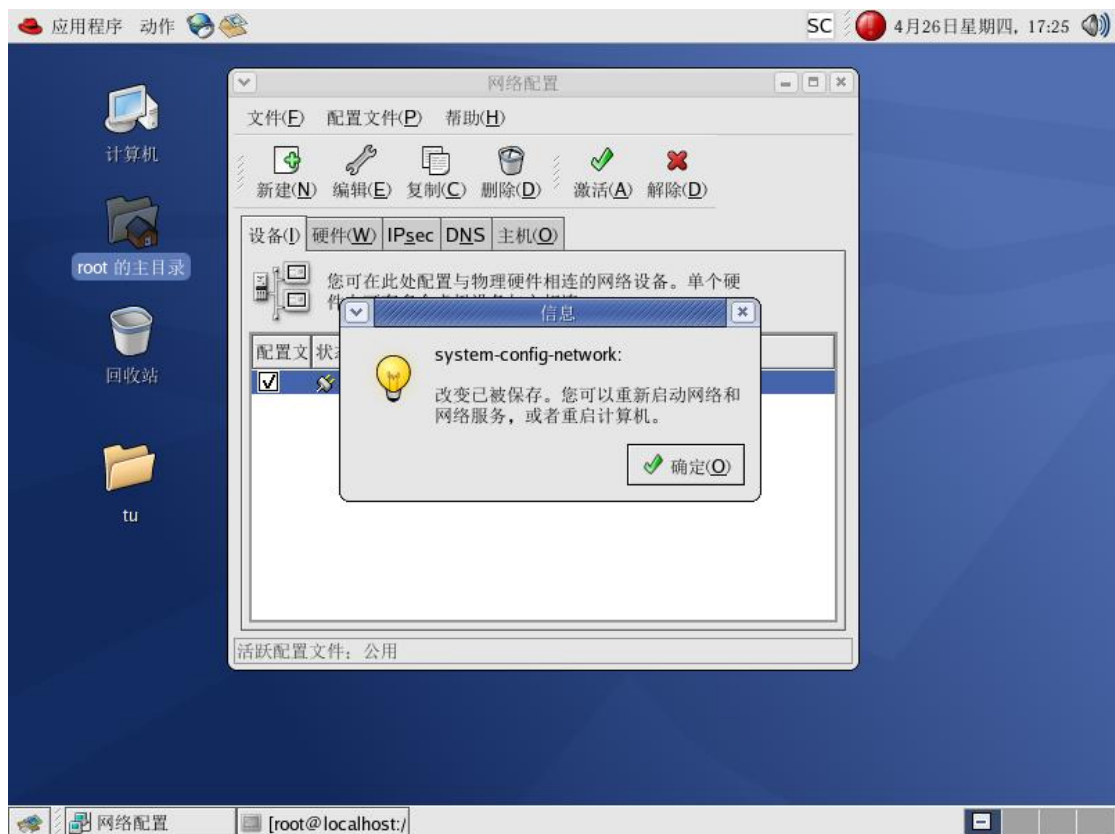 应用程序 动作 SC 4月26日星期四, 17:25
计算机
root 的主目录
回收站
tu
网络配置
文件(F) 配置文件(P) 帮助(H)
新建(N) 编辑(E) 复制(C) 删除(D) 激活(A) 解除(D)
设备(I) 硬件(W) IPsec DNS 主机(O)
您可在此处配置与物理硬件相连的网络设备。单个硬
件
配置文 状
信息
system-config-network:
改变已被保存。您可以重新启动网络和
网络服务，或者重启计算机。
确定(O)
活跃配置文件：公用
网络配置 [root@localhost:/